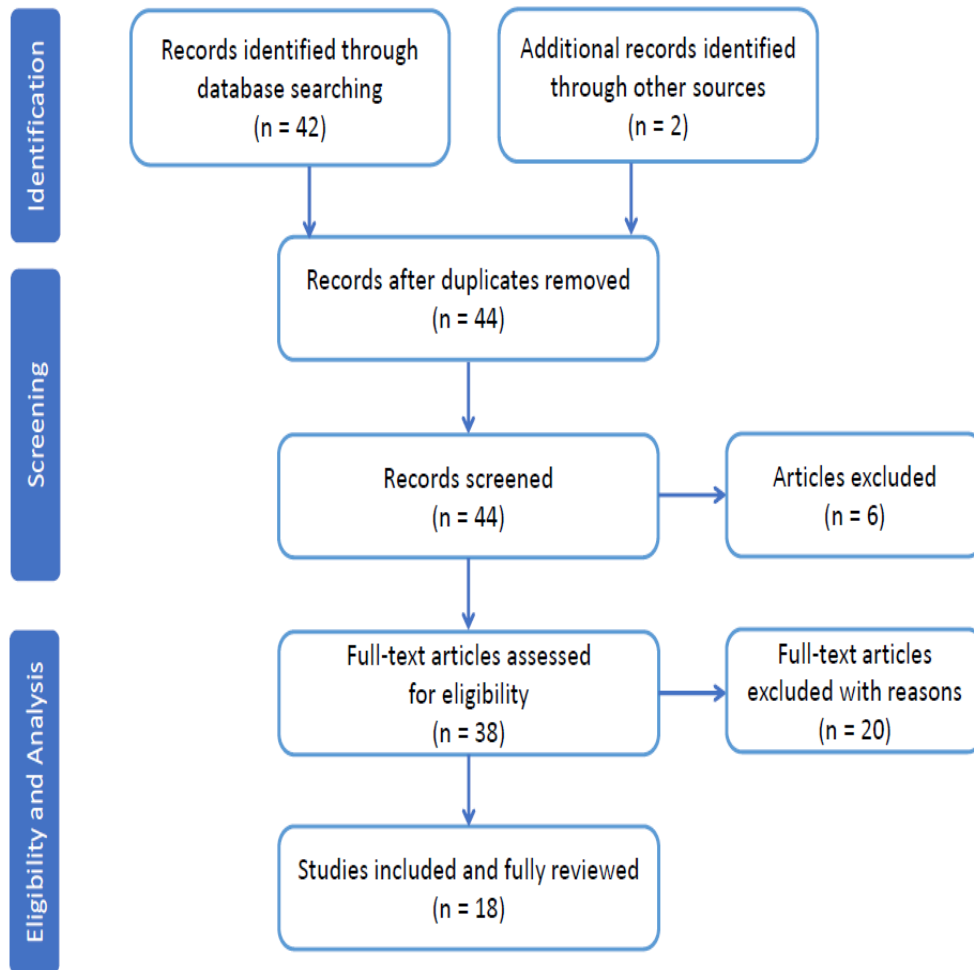 Identification
Records identified through
database searching
(n = 42)
Additional records identified
through other sources
(n = 2)
Records after duplicates removed
(n = 44)
Screening
Records screened
(n = 44)
Articles excluded
(n = 6)
Eligibility and Analysis
Full-text articles assessed
for eligibility
(n = 38)
Full-text articles
excluded with reasons
(n = 20)
Studies included and fully reviewed
(n = 18)